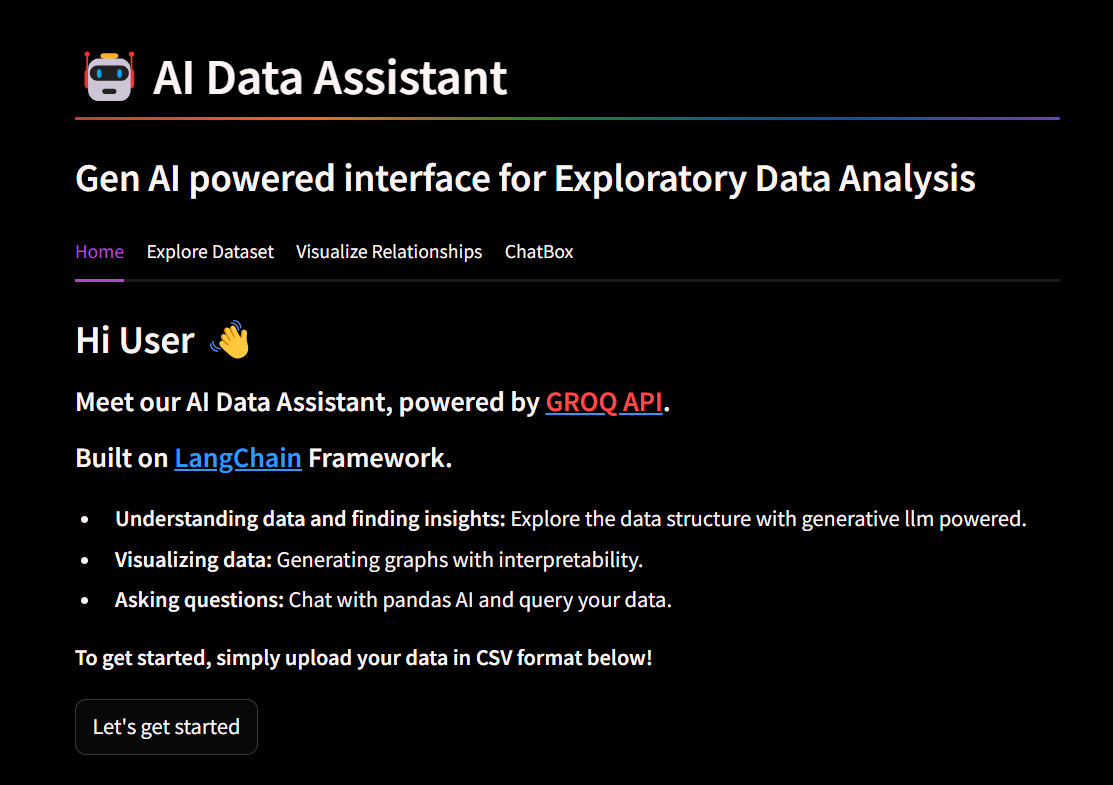 AI Data Assistant
Gen AI powered interface for Exploratory Data Analysis
Home Explore Dataset Visualize Relationships ChatBox
Hi User
Meet our AI Data Assistant, powered by GROQ API.
Built on LangChain Framework.
• Understanding data and finding insights: Explore the data structure with generative llm powered.
• Visualizing data: Generating graphs with interpretability.
• Asking questions: Chat with pandas AI and query your data.
To get started, simply upload your data in CSV format below!
Let's get started